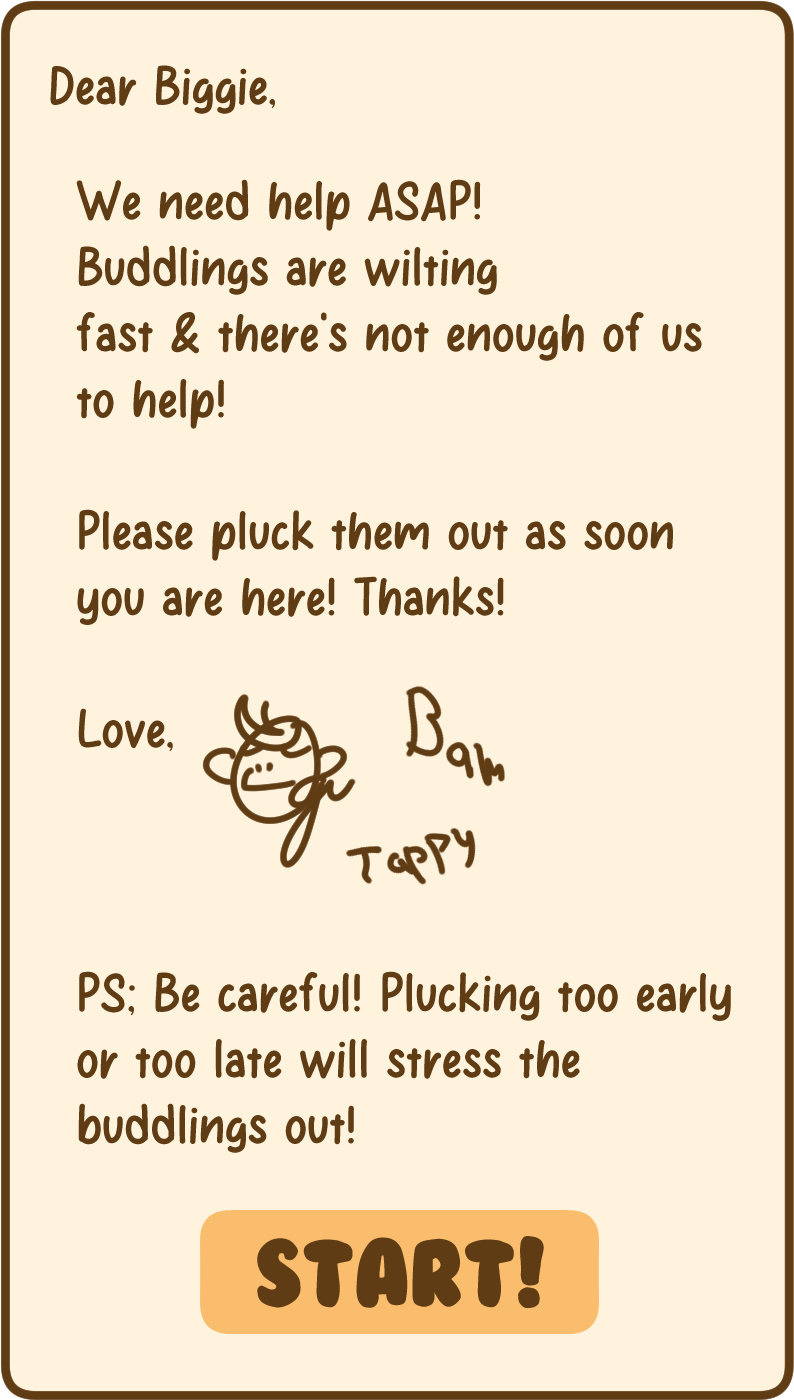 Dear Biggie,
We need help ASAP!
Buddlings are wilting
fast & there's not enough of us
to help!
Please pluck them out as soon
you are here! Thanks!
Love,
Bam
Tappy
PS; Be careful! Plucking too early
or too late will stress the
buddlings out!
START!